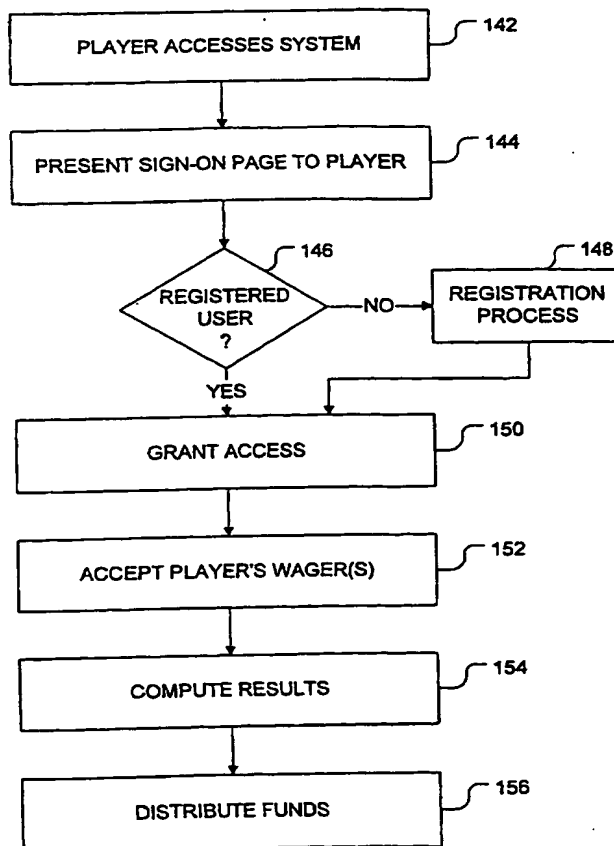 PLAYER ACCESSES SYSTEM
142
PRESENT SIGN-ON PAGE TO PLAYER
144
146
REGISTERED
USER
?
NO
148
REGISTRATION
PROCESS
YES
GRANT ACCESS
150
ACCEPT PLAYER'S WAGER(S)
152
COMPUTE RESULTS
154
DISTRIBUTE FUNDS
156